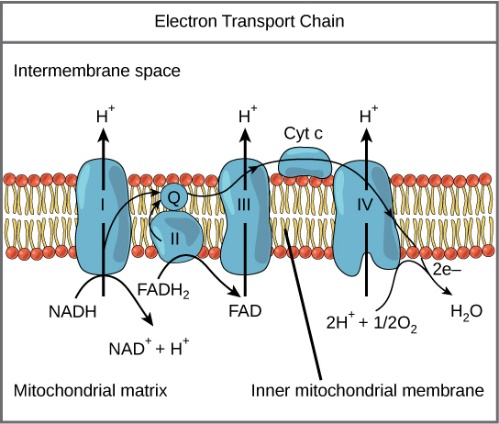 Electron Transport Chain
Intermembrane space
H⁺
H⁺
H⁺
Cyt c
I
Q
III
IV
II
FADH₂
2e–
NADH
FAD
2H⁺ + 1/2O₂
H₂O
NAD⁺ + H⁺
Mitochondrial matrix
Inner mitochondrial membrane